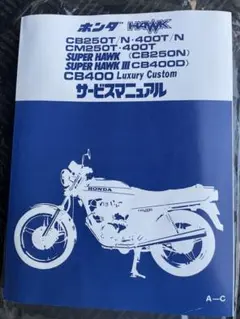 ホンダ HAWK
CB250T/N・400T/N
CM250T・400T
SUPER HAWK (CB250N)
SUPER HAWK III CB400D)
CB400 Luxury Custom
サービスマニュアル
HONDA
HAWK
A-C